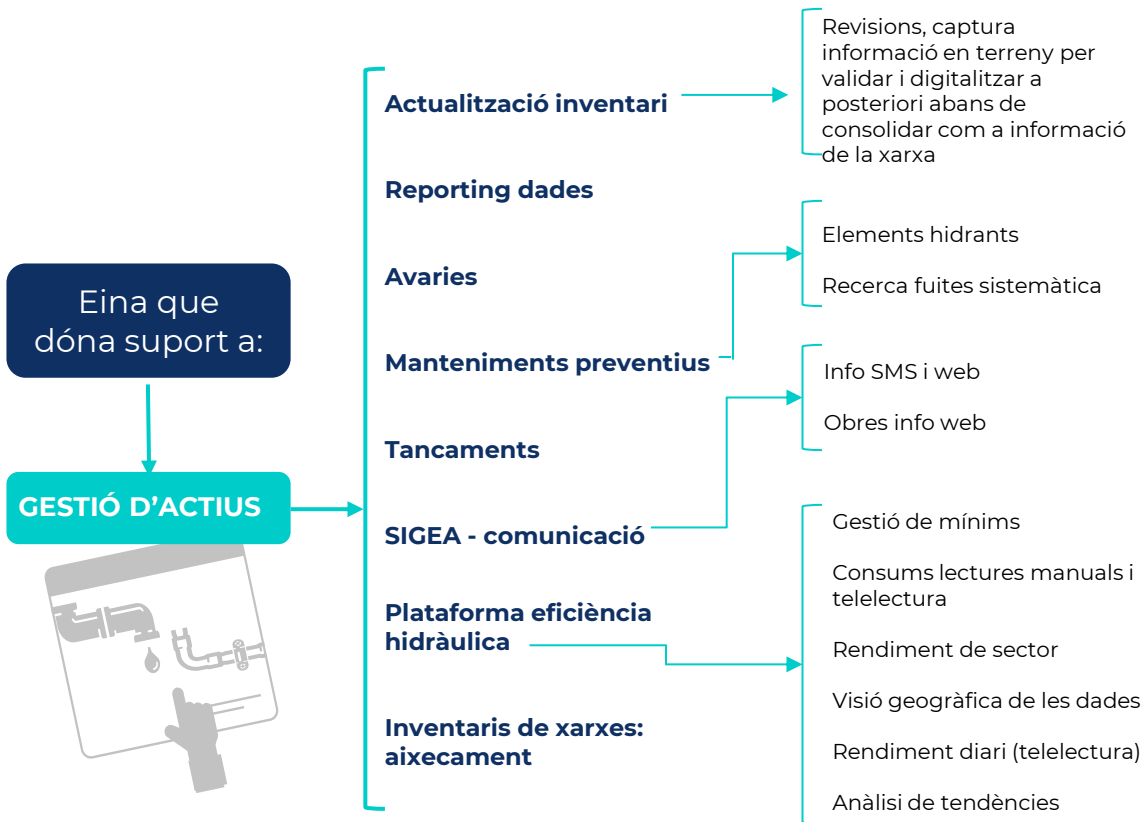 Eina que
dóna suport a:
GESTIÓ D’ACTIUS
Actualització inventari
Reporting dades
Avaries
Manteniments preventius
Tancaments
SIGEA - comunicació
Plataforma eficiència
hidràulica
Inventaris de xarxes:
aixecament
Revisions, captura
informació en terreny per
validar i digitalitzar a
posteriori abans de
consolidar com a informació
de la xarxa
Elements hidrants
Recerca fuites sistemàtica
Info SMS i web
Obres info web
Gestió de mínims
Consums lectures manuals i
telelectura
Rendiment de sector
Visió geogràfica de les dades
Rendiment diari (telelectura)
Anàlisi de tendències